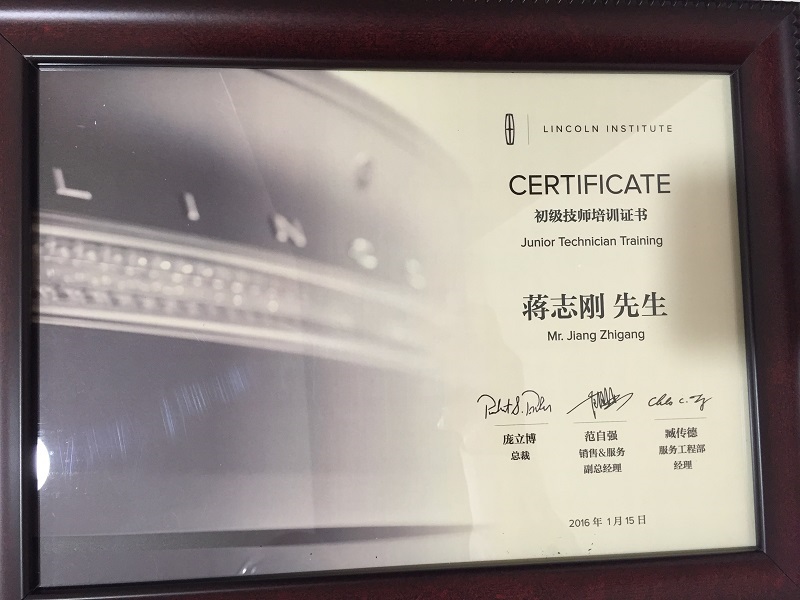 LINCOLN INSTITUTE
CERTIFICATE
初级技师培训证书
Junior Technician Training
蒋志刚 先生
Mr. Jiang Zhigang
庞立博
总裁
范自强
销售&服务
副总经理
臧传德
服务工程部
经理
2016 年 1 月 15 日
L I N